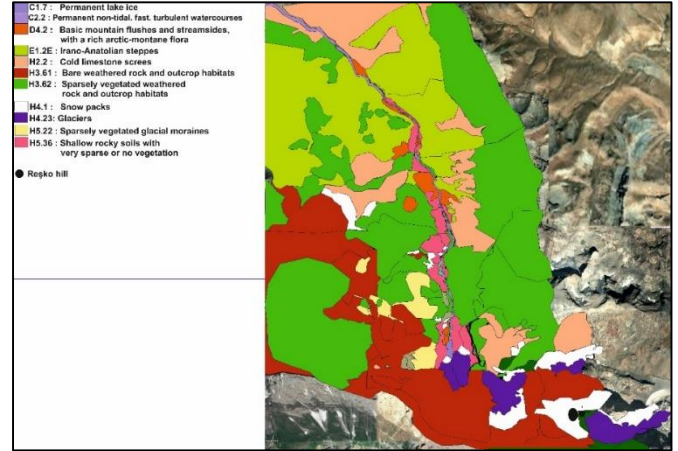 C1.7 : Permanent lake ice
C2.2 : Permanent non-tidal. fast. turbulent watercourses
D4.2 : Basic mountain flushes and streamsides,
with a rich arctic-montane flora
E1.2E : Irano-Anatolian steppes
H2.2 : Cold limestone screes
H3.61 : Bare weathered rock and outcrop habitats
H3.62 : Sparsely vegetated weathered
rock and outcrop habitats
H4.1 : Snow packs
H4.23: Glaciers
H5.22 : Sparsely vegetated glacial moraines
H5.36 : Shallow rocky soils with
very sparse or no vegetation
Reşko hill